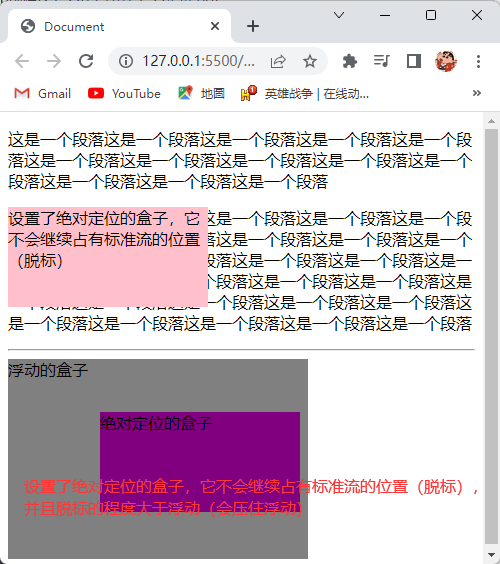 Document
127.0.0.1:5500/...
Gmail
YouTube
地圖
英雄战争 | 在线动...
»
这是一个段落这是一个段落这是一个段落这是一个段落这是一个段
落这是一个段落这是一个段落这是一个段落这是一个段落这是一个
段落这是一个段落这是一个段落这是一个段落
设置了绝对定位的盒子，它
不会继续占有标准流的位置
（脱标）
是一个段落这是一个段落这是一个段
这是一个段落这是一个段落这是一个
落这是一个段落这是一个段落这是一
段落这是一个段落这是一个段落这是
个段落这是一个段落这是一个段落这
是一个段落这是一个段落这是一个段落这是一个段落这是一个段落
浮动的盒子
绝对定位的盒子
设置了绝对定位的盒子，它不会继续占有标准流的位置（脱标），
并且脱标的程度大于浮动（会压住浮动）